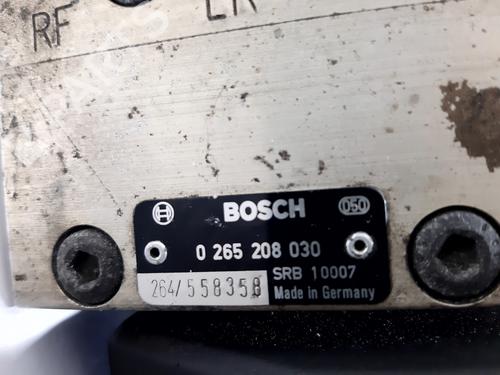 RF LR
BOSCH 050
0 265 208 030
SRB 10007
264/558358 Made in Germany